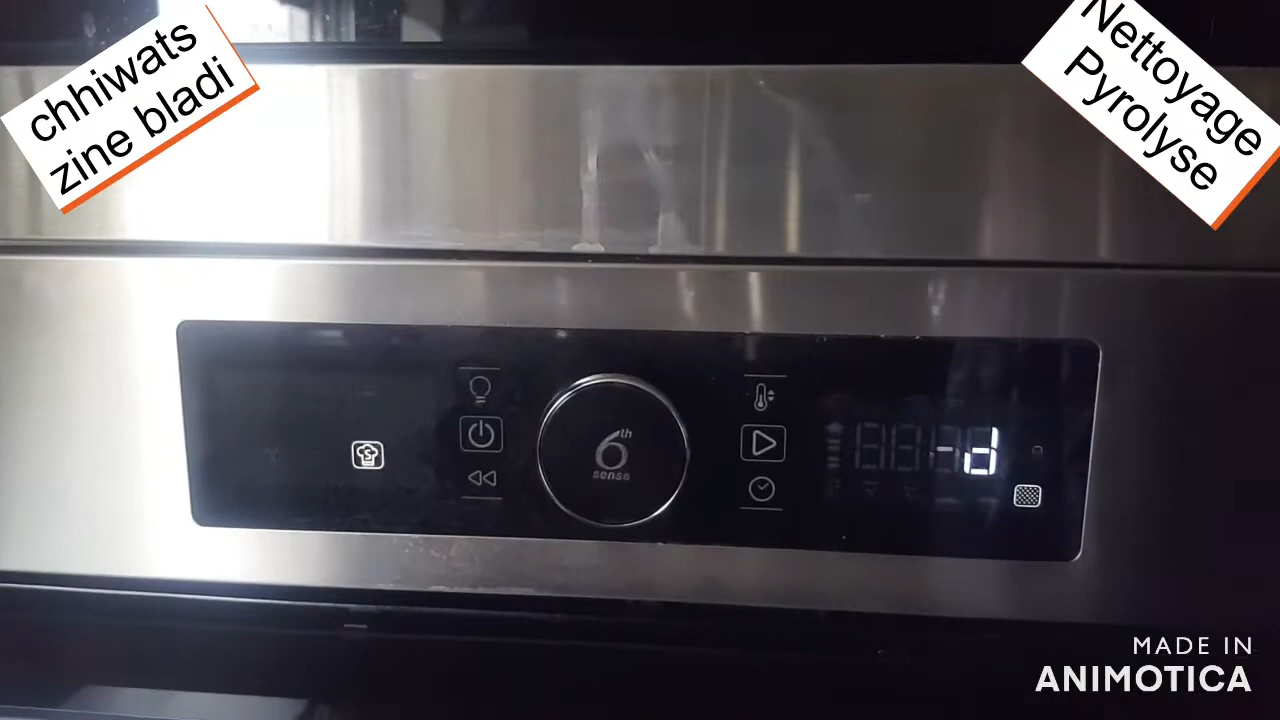 chhiwats
zine bladi
Nettoyage
Pyrolyse
6th
sense
-d
MADE IN
ANIMOTICA